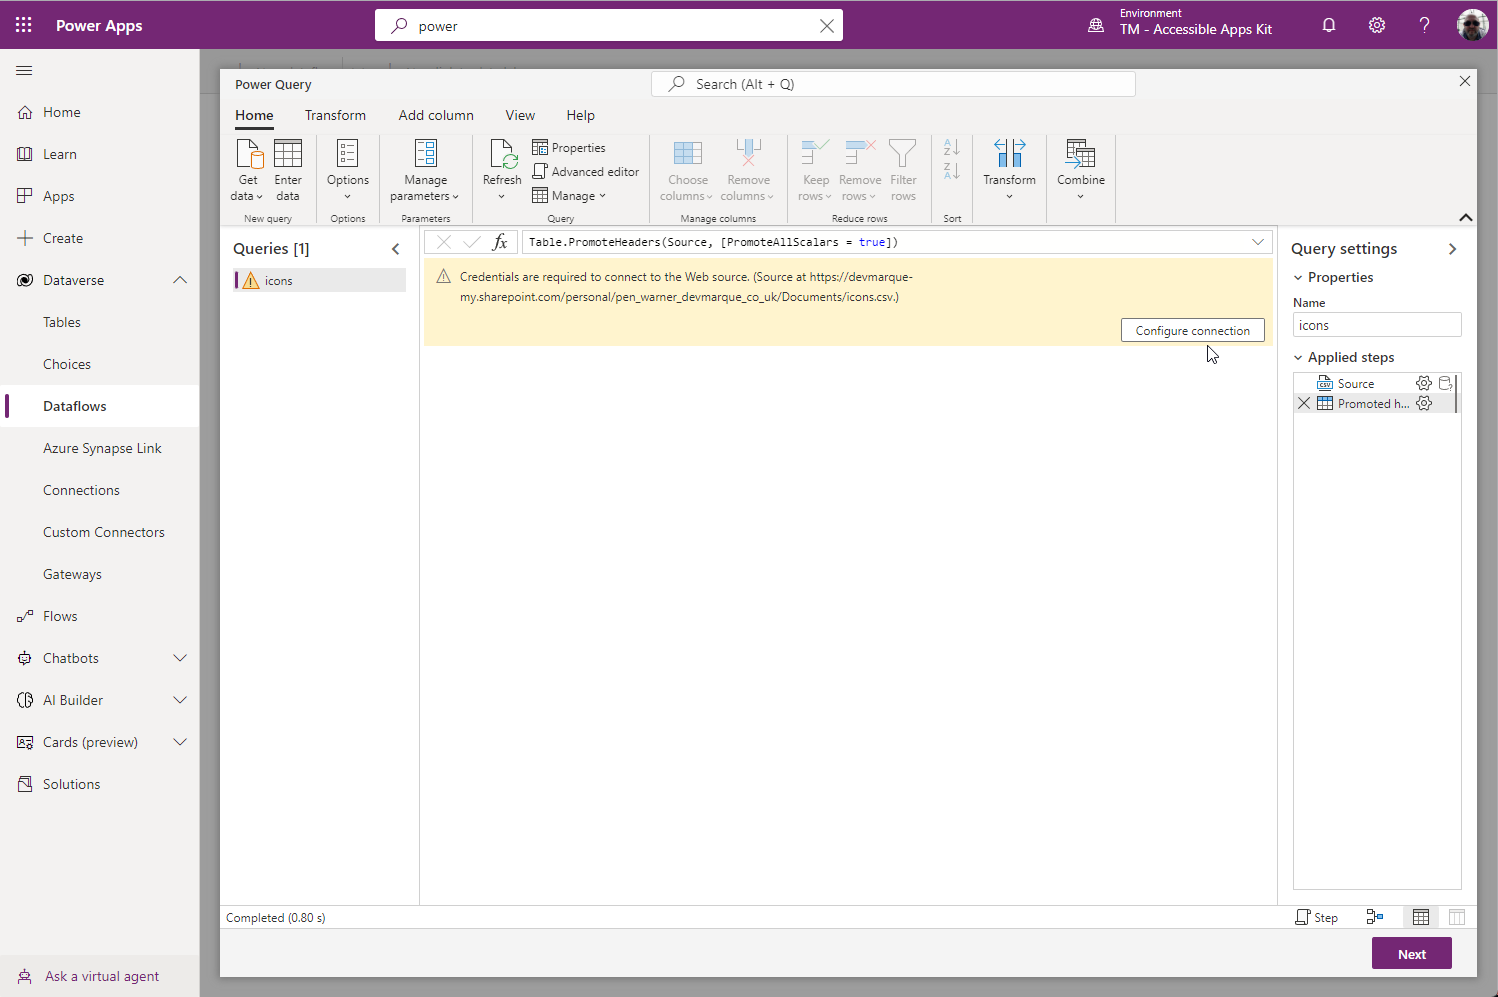 Power Apps
power
Environment
TM - Accessible Apps Kit
Home
Learn
Apps
Create
Dataverse
Tables
Choices
Dataflows
Azure Synapse Link
Connections
Custom Connectors
Gateways
Flows
Chatbots
AI Builder
Cards (preview)
Solutions
Ask a virtual agent
Power Query
Search (Alt + Q)
Home Transform Add column View Help
Get data
Enter data
New query
Options
Options
Manage parameters
Parameters
Refresh
Properties
Advanced editor
Manage
Query
Choose columns
Remove columns
Manage columns
Keep rows
Remove rows
Filter rows
Reduce rows
A Z
Z A
Sort
Transform
Combine
Queries [1]
icons
fx
Table.PromoteHeaders(Source, [PromoteAllScalars = true])
Credentials are required to connect to the Web source. (Source at https://devmarque-
my.sharepoint.com/personal/pen_warner_devmarque_co_uk/Documents/icons.csv.)
Configure connection
Query settings
Properties
Name
icons
Applied steps
CSV Source
Promoted h...
Completed (0.80 s)
Step
Next